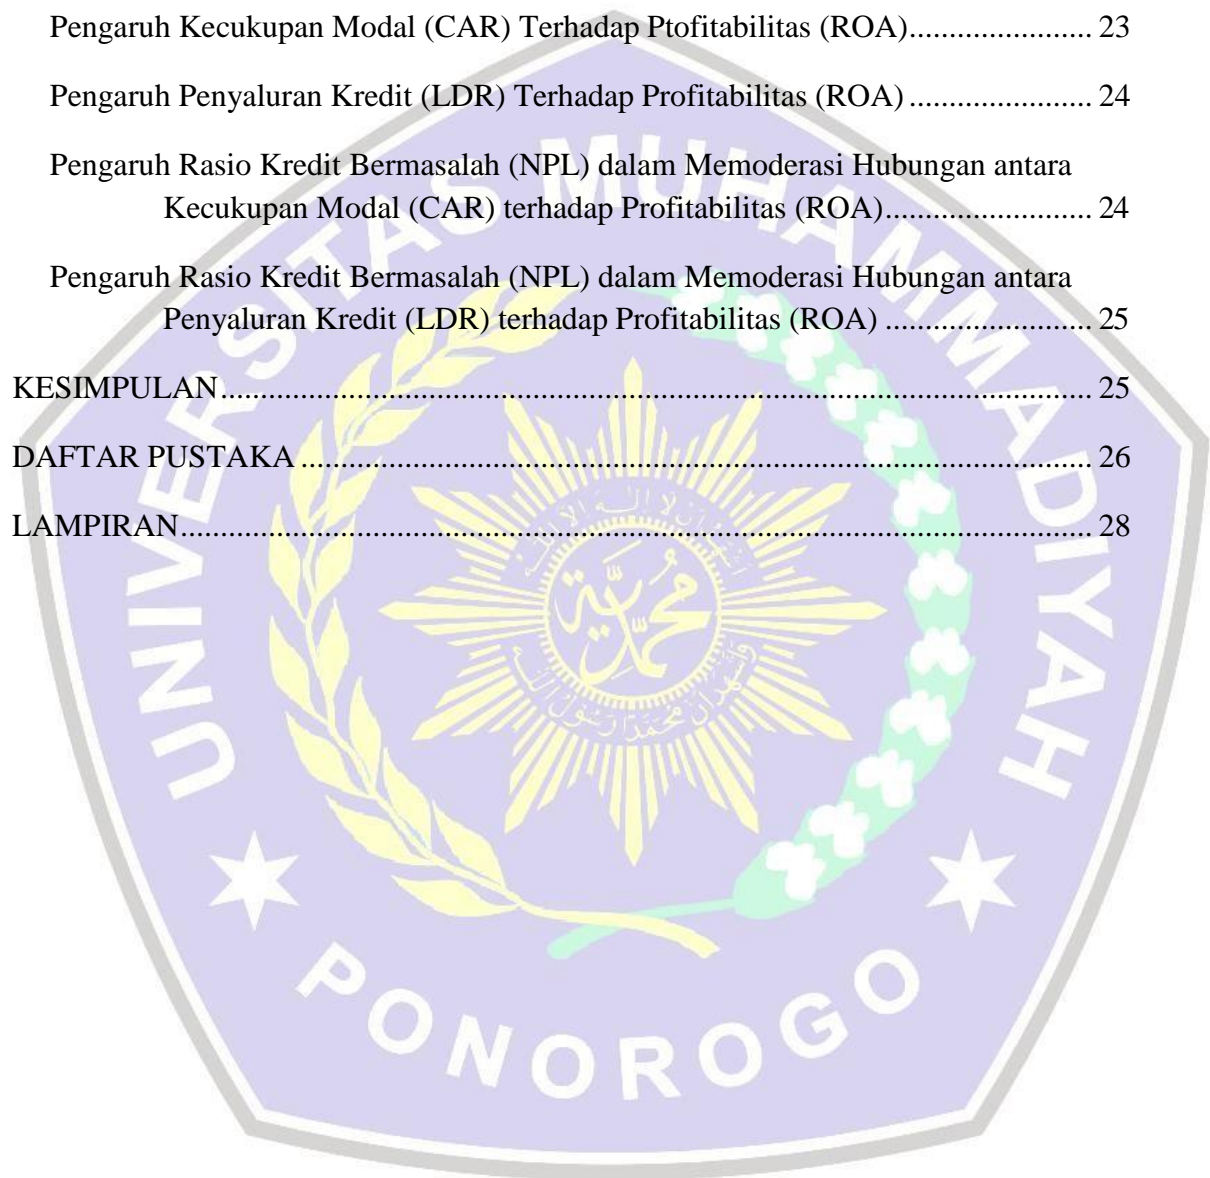 Pengaruh Kecukupan Modal (CAR) Terhadap Ptofitabilitas (ROA)....................... 23
Pengaruh Penyaluran Kredit (LDR) Terhadap Profitabilitas (ROA) ....................... 24
Pengaruh Rasio Kredit Bermasalah (NPL) dalam Memoderasi Hubungan antara
Kecukupan Modal (CAR) terhadap Profitabilitas (ROA).......................... 24
Pengaruh Rasio Kredit Bermasalah (NPL) dalam Memoderasi Hubungan antara
Penyaluran Kredit (LDR) terhadap Profitabilitas (ROA) .......................... 25
KESIMPULAN............................................................................................................. 25
DAFTAR PUSTAKA ................................................................................................... 26
LAMPIRAN.................................................................................................................. 28
UNIVERSITAS MUHAMMADIYAH
PONOROGO